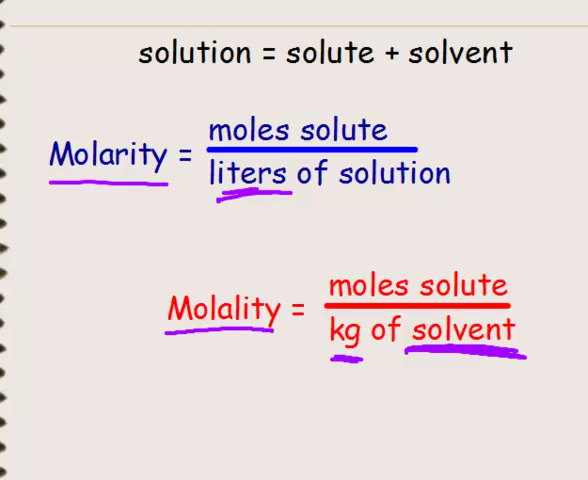 solution = solute + solvent
moles solute
Molarity =
liters of solution
moles solute
Molality =
kg of solvent